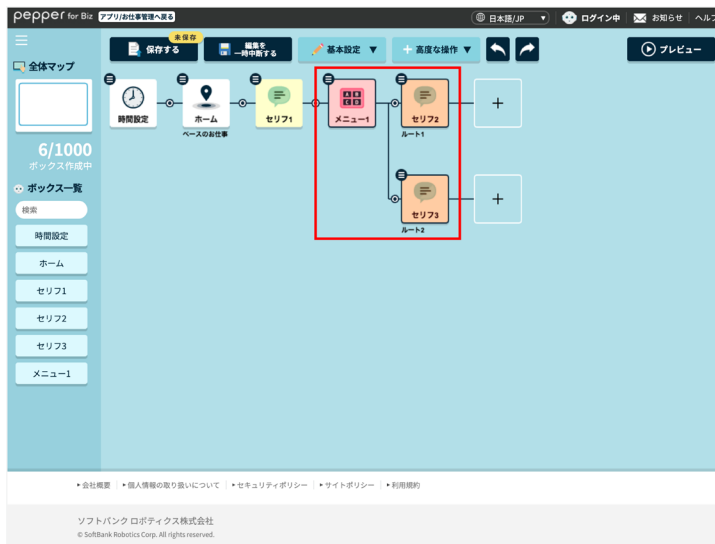 pepper for Biz アプリ/お仕事管理へ戻る 日本語/JP ▼ ログイン中 お知らせ ヘルプ
未保存
保存する 編集を一時中断する 基本設定 ▼ + 高度な操作 ▼ プレビュー
全体マップ
6/1000
ボックス作成中
ボックス一覧
検索
時間設定
ホーム
セリフ1
セリフ2
セリフ3
メニュー1
時間設定
ホーム
ベースのお仕事
セリフ1
メニュー1
A B
C D
セリフ2
ルート1
+
セリフ3
ルート2
+
▸会社概要 ▸個人情報の取り扱いについて ▸セキュリティポリシー ▸サイトポリシー ▸利用規約
ソフトバンク ロボティクス株式会社
© SoftBank Robotics Corp. All rights reserved.